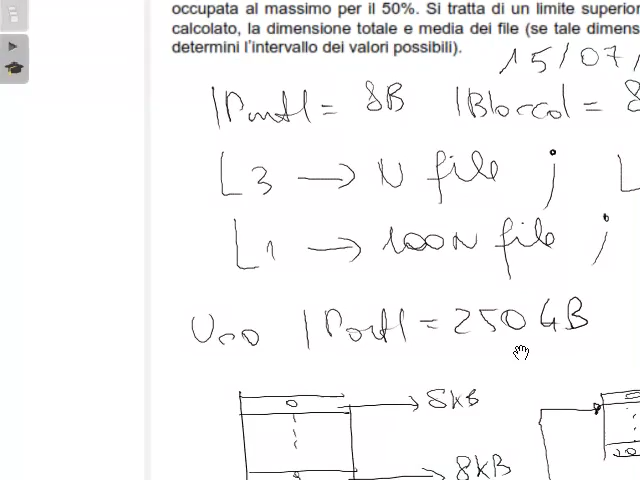 occupata al massimo per il 50%. Si tratta di un limite superior
calcolato, la dimensione totale e media dei file (se tale dimens
determini l'intervallo dei valori possibili).
15/07/
|Punt| = 8B |Blocco| = 8
L3 → N file ; L
L1 → 100N file ;
Uso |Part| = 250 GB
0 → 8KB
→ 8KB